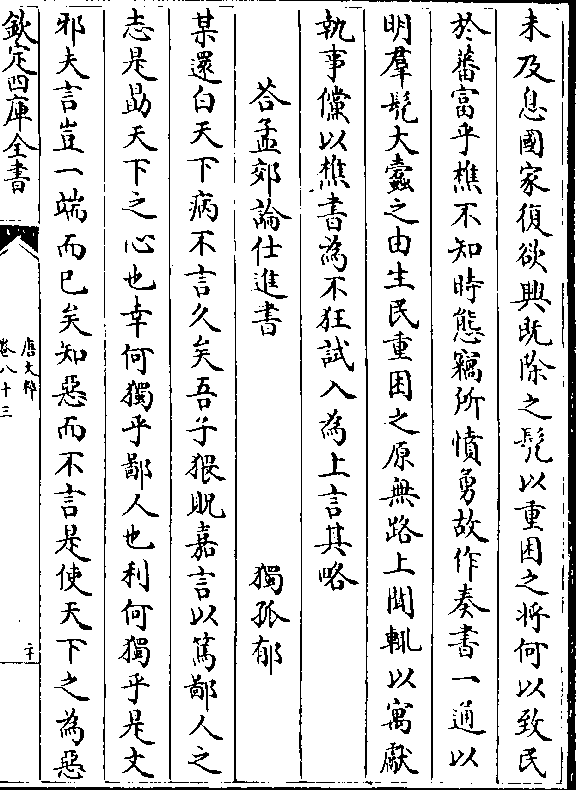 未及息國家復欲興既除之髡以重困之将何以致民
於蕃富乎樵不知時態竊所憤勇故作奏書一通以
明羣髡大蠹之由生民重困之原無路上聞輒以寓獻
執事儻以樵書為不狂試入為上言其略
荅孟郊論仕進書 獨孤郁
某還白天下病不言久矣吾子猥貺嘉言以篤鄙人之
志是勗天下之心也幸何獨乎鄙人也利何獨乎是文
邪夫言豈一端而已矣知惡而不言是使天下之為惡
欽定四庫全書
唐文粹
卷八十三